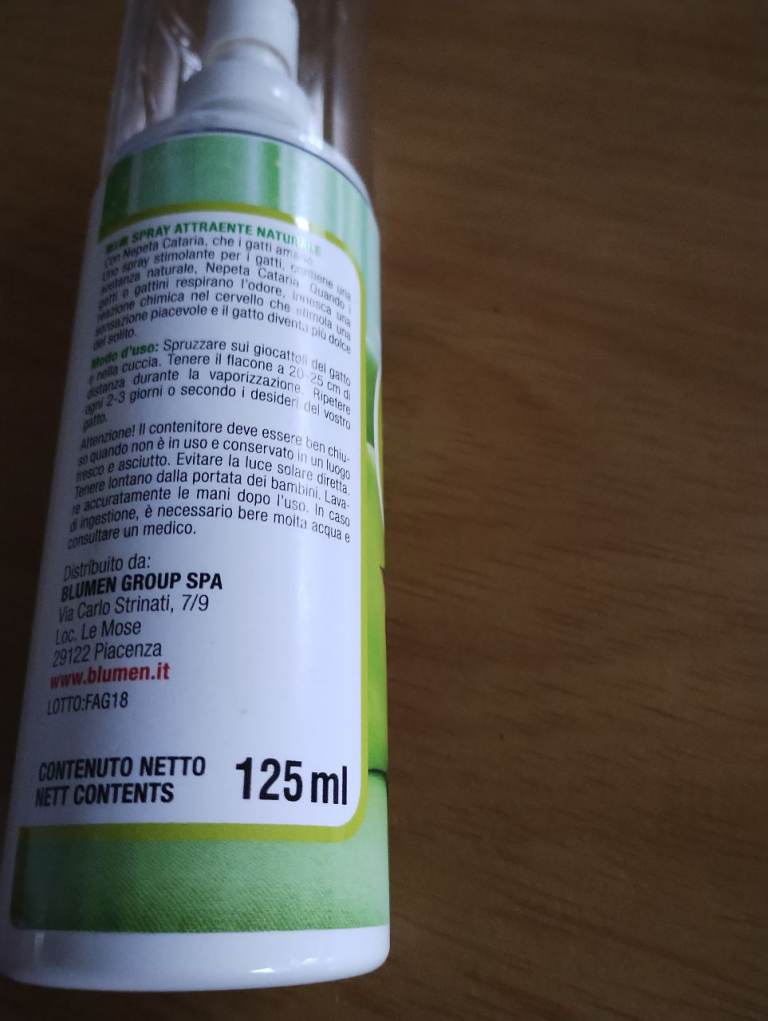 SPRAY ATTRAENTE NATURALE
Con Nepeta Cataria, che i gatti amano.
Uno spray stimolante per i gatti, contiene una
sostanza naturale, Nepeta Cataria. Quando i
gatti o gattini respirano l'odore, innesca una
reazione chimica nel cervello che stimola una
sensazione piacevole e il gatto diventa più dolce
del solito.
Modo d'uso: Spruzzare sui giocattoli del gatto
e nella cuccia. Tenere il flacone a 20-25 cm di
distanza durante la vaporizzazione. Ripetere
ogni 2-3 giorni o secondo i desideri del vostro
gatto.
Attenzione! Il contenitore deve essere ben chiu-
so quando non è in uso e conservato in un luogo
fresco e asciutto. Evitare la luce solare diretta.
Tenere lontano dalla portata dei bambini. Lava-
re accuratamente le mani dopo l'uso. In caso
di ingestione, è necessario bere molta acqua e
consultare un medico.
Distribuito da:
BLUMEN GROUP SPA
Via Carlo Strinati, 7/9
Loc. Le Mose
29122 Piacenza
www.blumen.it
LOTTO:FAG18
CONTENUTO NETTO
NETT CONTENTS
125 ml